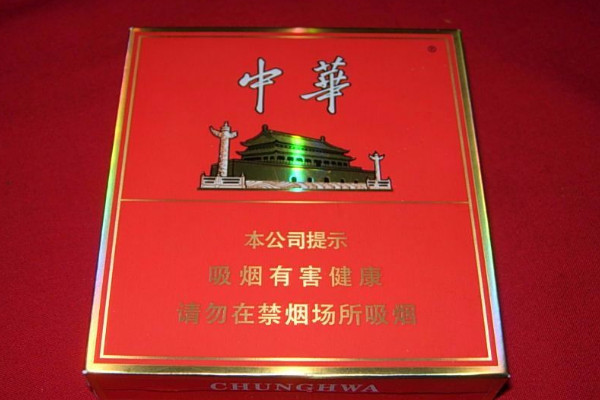 中華
®
本公司提示
吸烟有害健康
请勿在禁烟场所吸烟
CHUNGHWA